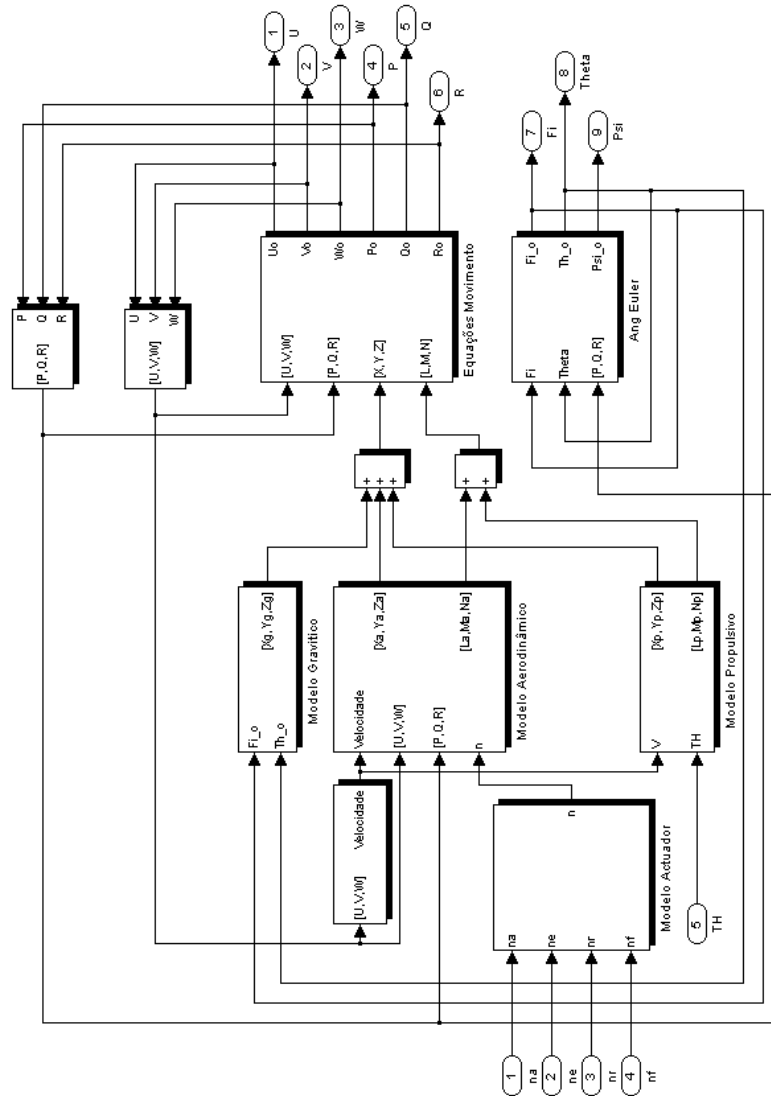 P
Q
R
[P,Q,R]
U
V
W
[U,V,W]
[U,V,W]
[P,Q,R]
[X,Y,Z]
[L,M,N]
Uo
Vo
Wo
Po
Qo
Ro
Equações Movimento
1
U
2
V
3
W
4
P
5
Q
6
R
Fi_o
Th_o
[Xg,Yg,Zg]
Modelo Gravítico
+
+
+
[U,V,W]
Velocidade
Velocidade
[U,V,W]
[P,Q,R]
n
[Xa,Ya,Za]
[La,Ma,Na]
Modelo Aerodinâmico
+
+
Fi
Theta
[P,Q,R]
Fi_o
Th_o
Psi_o
Ang Euler
7
Fi
8
Theta
9
Psi
1
na
2
ne
3
nr
4
nf
na
ne
nr
nf
n
Modelo Actuador
5
TH
V
TH
[Xp,Yp,Zp]
[Lp,Mp,Np]
Modelo Propulsivo